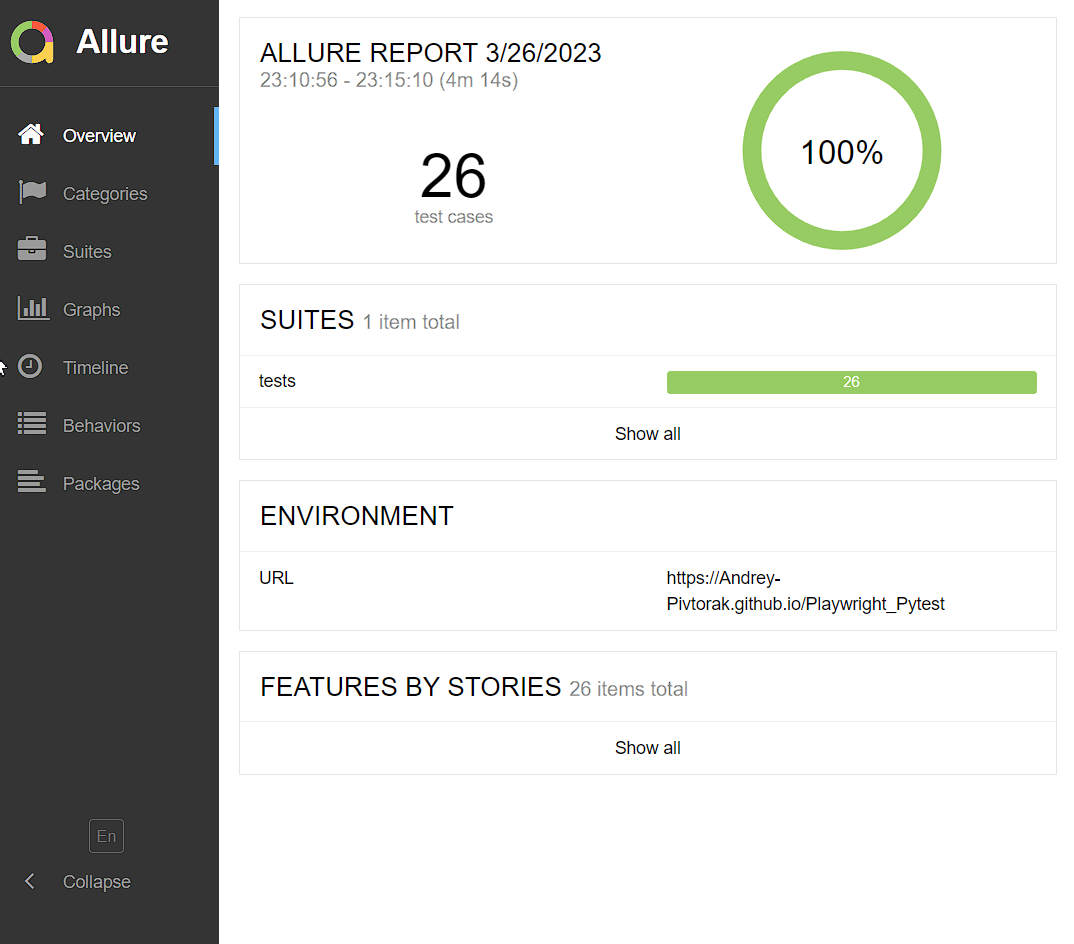 Allure
Overview
Categories
Suites
Graphs
Timeline
Behaviors
Packages
En
Collapse
ALLURE REPORT 3/26/2023
23:10:56 - 23:15:10 (4m 14s)
26
test cases
100%
SUITES 1 item total
tests 26
Show all
ENVIRONMENT
URL https://Andrey-
Pivtorak.github.io/Playwright_Pytest
FEATURES BY STORIES 26 items total
Show all